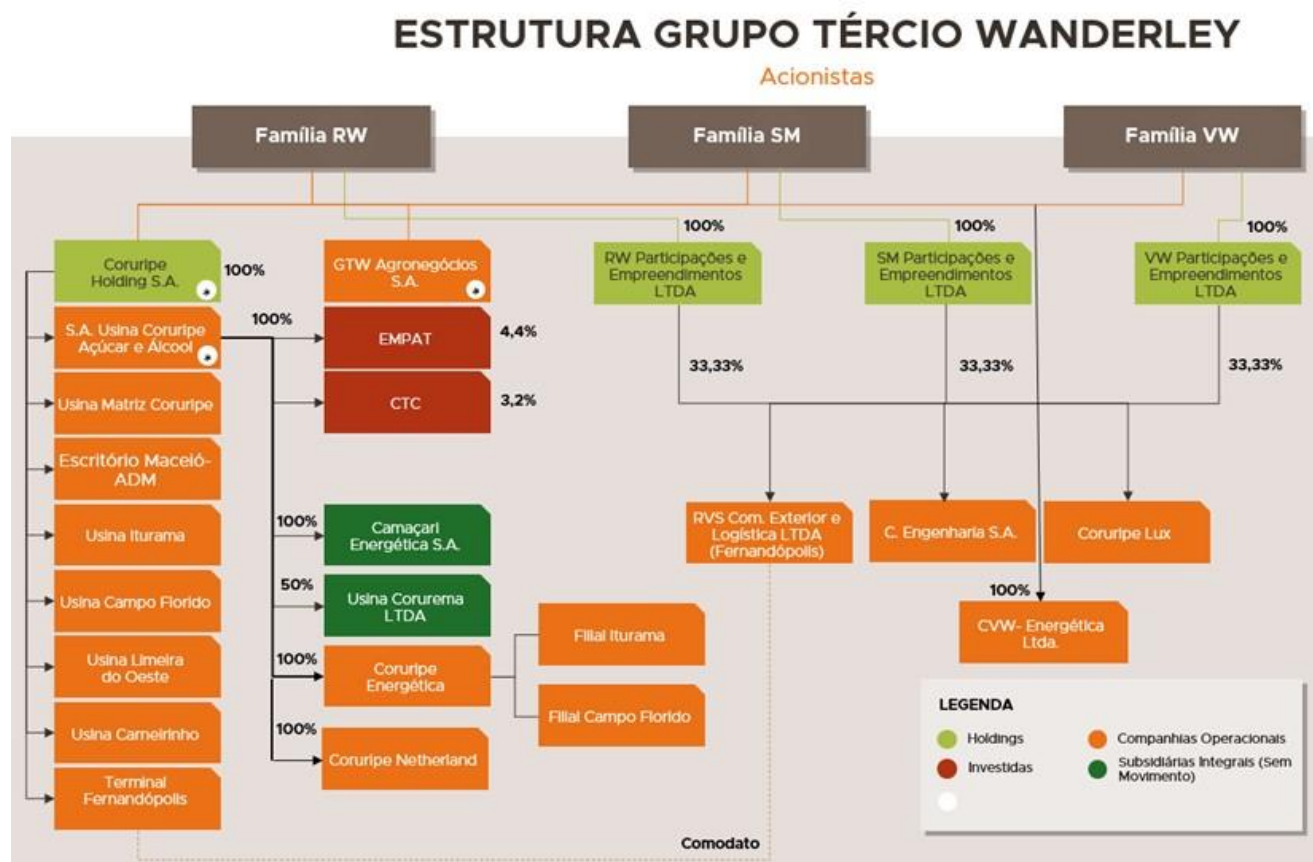 ESTRUTURA GRUPO TÉRCIO WANDERLEY
Acionistas
Família RW
Família SM
Família VW
100%
100%
100%
Coruripe
Holding S.A.
100%
GTW Agronegócios
S.A.
RW Participações e
Empreendimentos
LTDA
SM Participações e
Empreendimentos
LTDA
VW Participações e
Empreendimentos
LTDA
S.A. Usina Coruripe
Açúcar e Álcool
100%
EMPAT
4,4%
33,33%
33,33%
33,33%
Usina Matriz Coruripe
CTC
3,2%
Escritório Maceió-
ADM
Usina Iturama
100%
Camaçari
Energética S.A.
RVS Com. Exterior e
Logística LTDA
(Fernandópolis)
C. Engenharia S.A.
Coruripe Lux
Usina Campo Florido
50%
Usina Corurema
LTDA
100%
CVW- Energética
Ltda.
Usina Limeira
do Oeste
100%
Coruripe
Energética
Filial Iturama
Filial Campo Florido
Usina Carneirinho
100%
Coruripe Netherland
Terminal
Fernandópolis
LEGENDA
Holdings
Companhias Operacionais
Investidas
Subsidiárias Integrais (Sem
Movimento)
Comodato